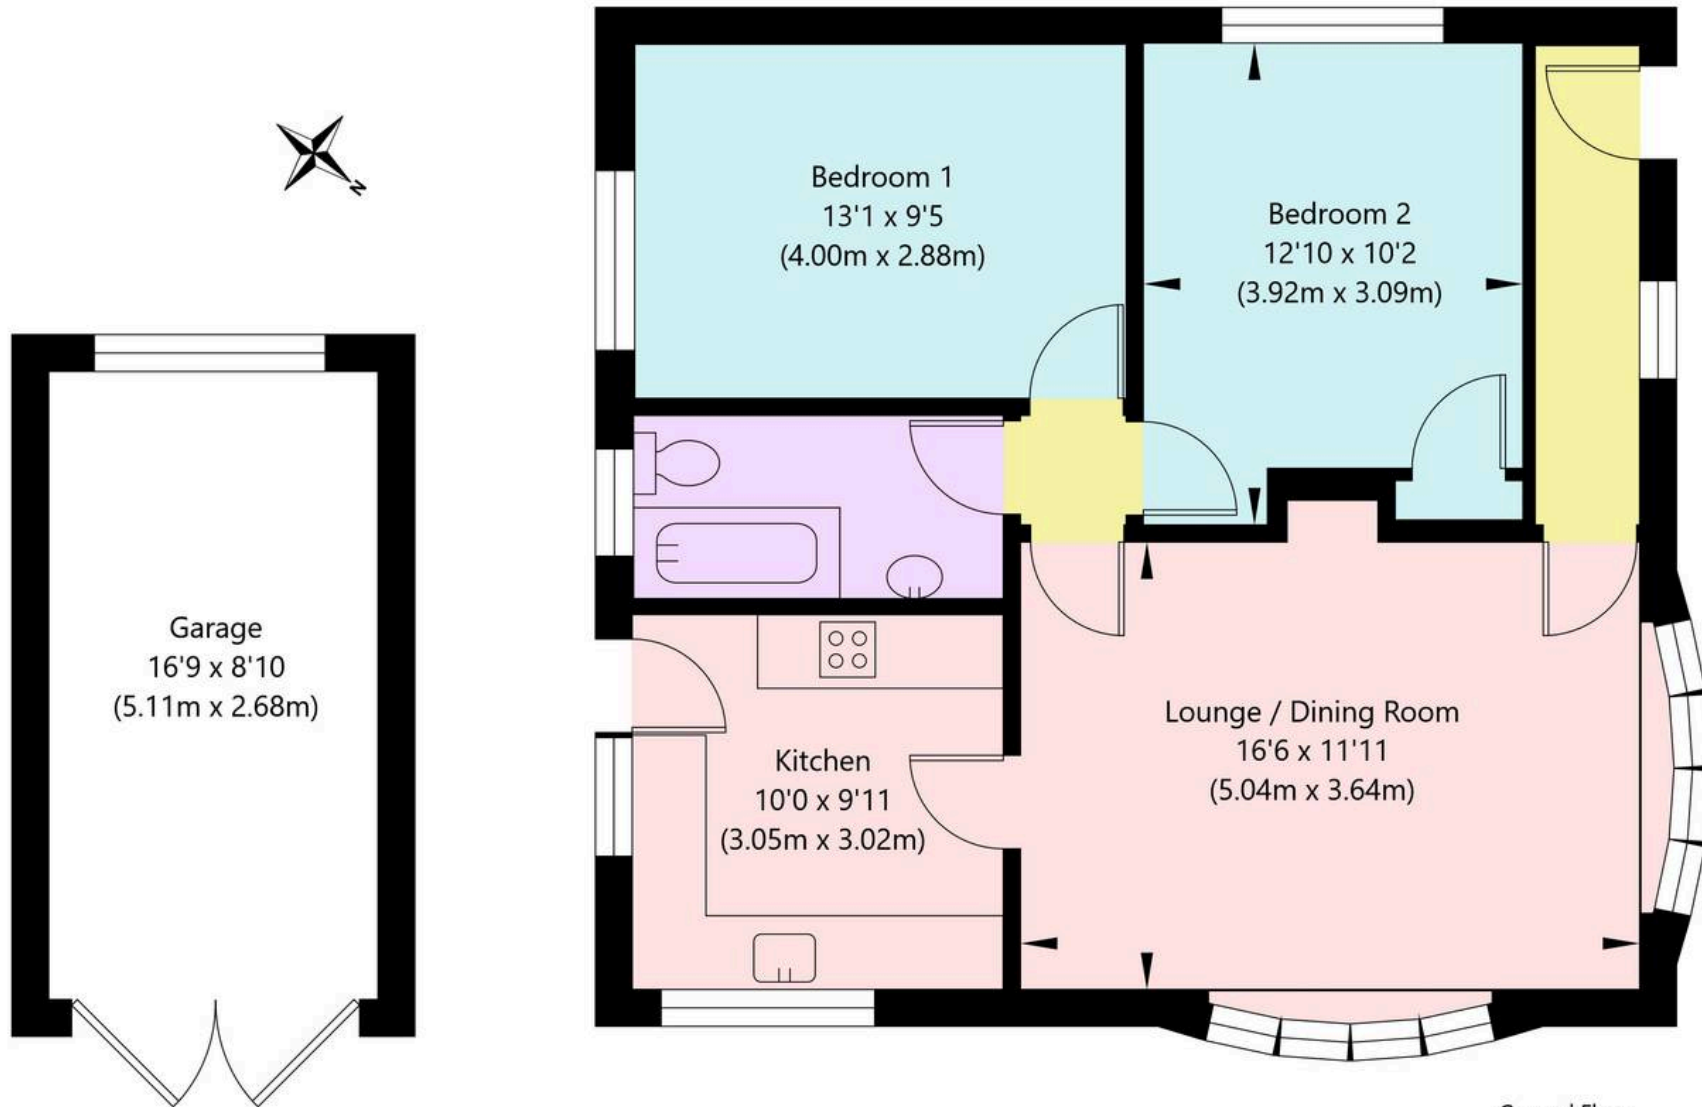 N
Bedroom 1
13'1 x 9'5
(4.00m x 2.88m)
Bedroom 2
12'10 x 10'2
(3.92m x 3.09m)
Garage
16'9 x 8'10
(5.11m x 2.68m)
Kitchen
10'0 x 9'11
(3.05m x 3.02m)
Lounge / Dining Room
16'6 x 11'11
(5.04m x 3.64m)